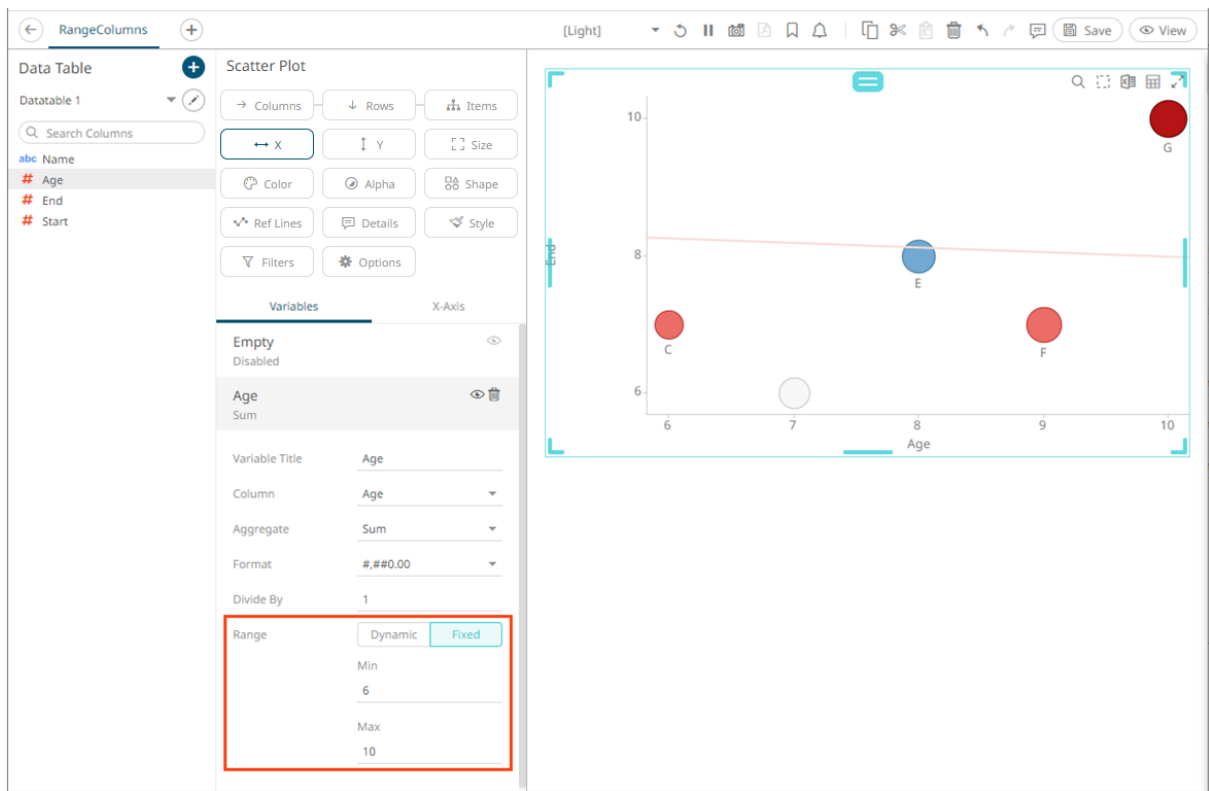 RangeColumns
[Light]
Save
View
Data Table
Datatable 1
Search Columns
abc Name
# Age
# End
# Start
Scatter Plot
Columns
Rows
Items
X
Y
Size
Color
Alpha
Shape
Ref Lines
Details
Style
Filters
Options
Variables
X-Axis
Empty
Disabled
Age
Sum
Variable Title
Age
Column
Age
Aggregate
Sum
Format
#,##0.00
Divide By
1
Range
Dynamic
Fixed
Min
6
Max
10
10
8
6
End
G
E
C
F
6
7
8
9
10
Age